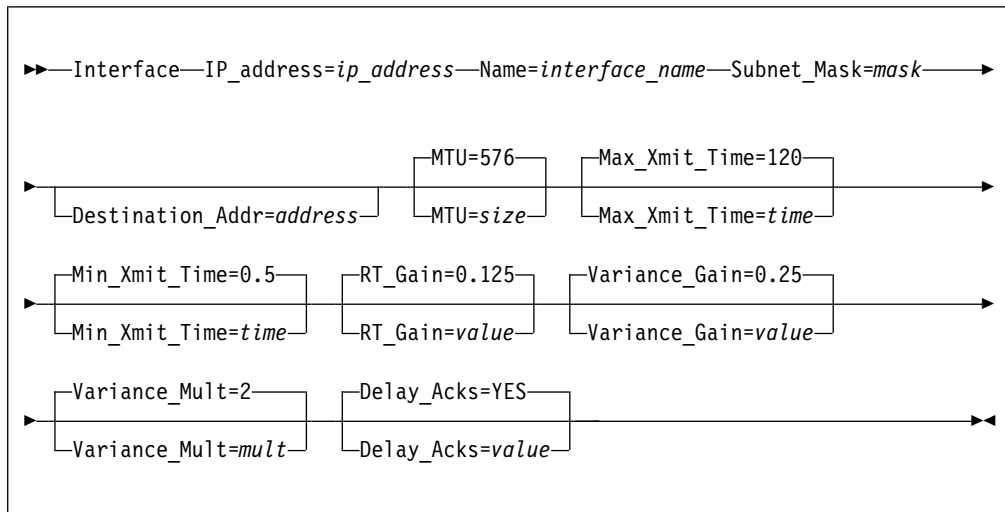 Interface IP_address=ip_address Name=interface_name Subnet_Mask=mask
MTU=576 Max_Xmit_Time=120
Destination_Addr=address MTU=size Max_Xmit_Time=time
Min_Xmit_Time=0.5 RT_Gain=0.125 Variance_Gain=0.25
Min_Xmit_Time=time RT_Gain=value Variance_Gain=value
Variance_Mult=2 Delay_Acks=YES
Variance_Mult=mult Delay_Acks=value